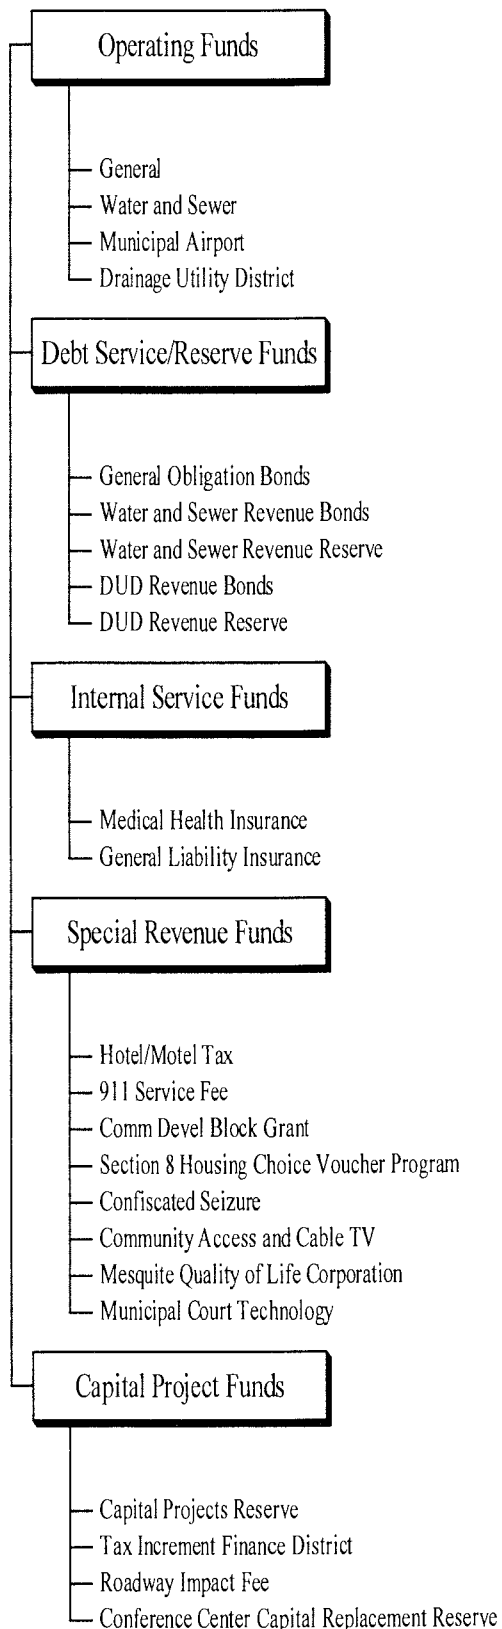 Operating Funds
General
Water and Sewer
Municipal Airport
Drainage Utility District
Debt Service/Reserve Funds
General Obligation Bonds
Water and Sewer Revenue Bonds
Water and Sewer Revenue Reserve
DUD Revenue Bonds
DUD Revenue Reserve
Internal Service Funds
Medical Health Insurance
General Liability Insurance
Special Revenue Funds
Hotel/Motel Tax
911 Service Fee
Comm Devel Block Grant
Section 8 Housing Choice Voucher Program
Confiscated Seizure
Community Access and Cable TV
Mesquite Quality of Life Corporation
Municipal Court Technology
Capital Project Funds
Capital Projects Reserve
Tax Increment Finance District
Roadway Impact Fee
Conference Center Capital Replacement Reserve